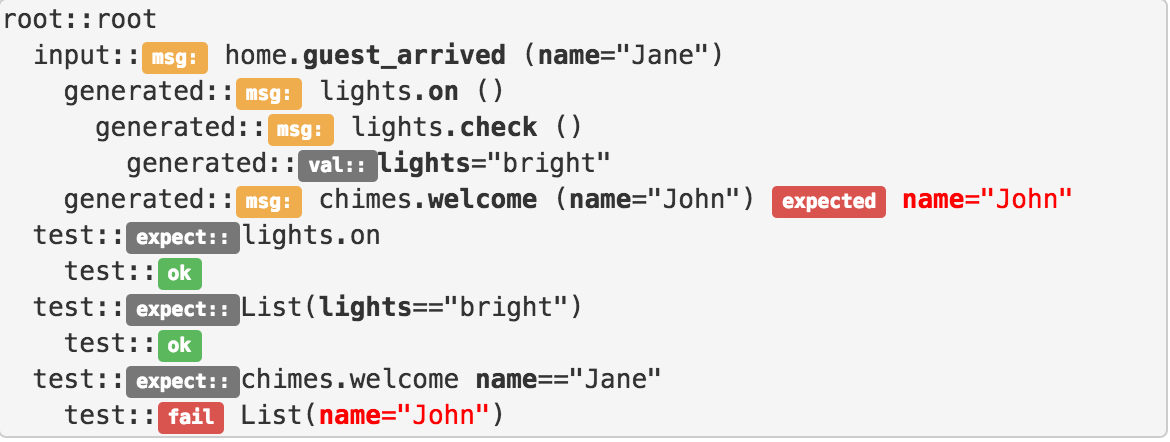 root::root
input::msg: home.guest_arrived (name="Jane")
generated::msg: lights.on ()
generated::msg: lights.check ()
generated::val::lights="bright"
generated::msg: chimes.welcome (name="John") expected name="John"
test::expect::lights.on
test::ok
test::expect::List(lights=="bright")
test::ok
test::expect::chimes.welcome name=="Jane"
test::fail List(name="John")